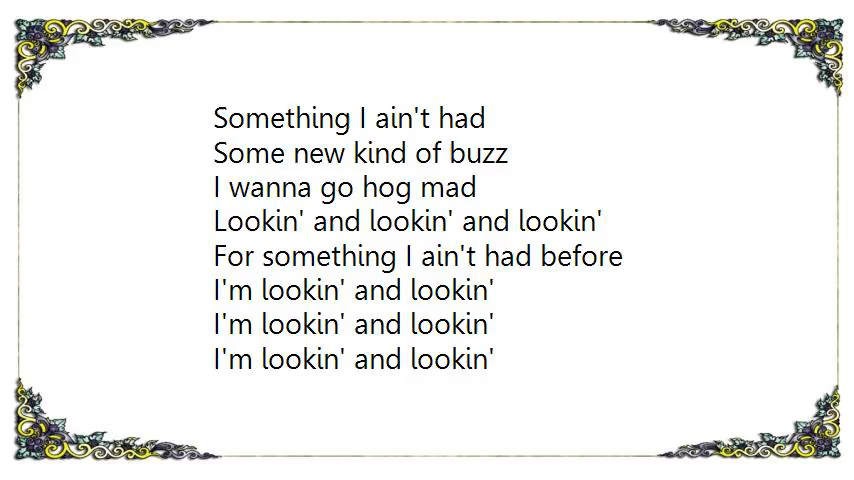 Something I ain't had
Some new kind of buzz
I wanna go hog mad
Lookin' and lookin' and lookin'
For something I ain't had before
I'm lookin' and lookin'
I'm lookin' and lookin'
I'm lookin' and lookin'